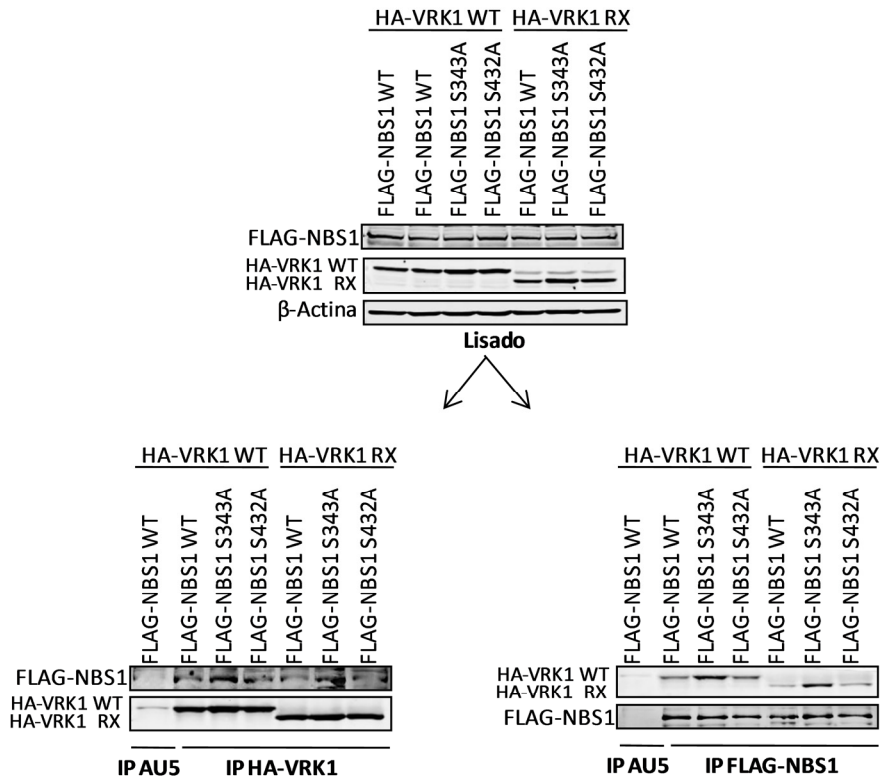 HA-VRK1 WT HA-VRK1 RX
FLAG-NBS1 WT
FLAG-NBS1 WT
FLAG-NBS1 S343A
FLAG-NBS1 S432A
FLAG-NBS1 WT
FLAG-NBS1 S343A
FLAG-NBS1 S432A
FLAG-NBS1
HA-VRK1 WT
HA-VRK1 RX
β-Actina
Lisado
HA-VRK1 WT HA-VRK1 RX
FLAG-NBS1 WT
FLAG-NBS1 WT
FLAG-NBS1 S343A
FLAG-NBS1 S432A
FLAG-NBS1 WT
FLAG-NBS1 S343A
FLAG-NBS1 S432A
FLAG-NBS1
HA-VRK1 WT
HA-VRK1 RX
IP AU5 IP HA-VRK1
HA-VRK1 WT HA-VRK1 RX
FLAG-NBS1 WT
FLAG-NBS1 WT
FLAG-NBS1 S343A
FLAG-NBS1 S432A
FLAG-NBS1 WT
FLAG-NBS1 S343A
FLAG-NBS1 S432A
HA-VRK1 WT
HA-VRK1 RX
FLAG-NBS1
IP AU5 IP FLAG-NBS1